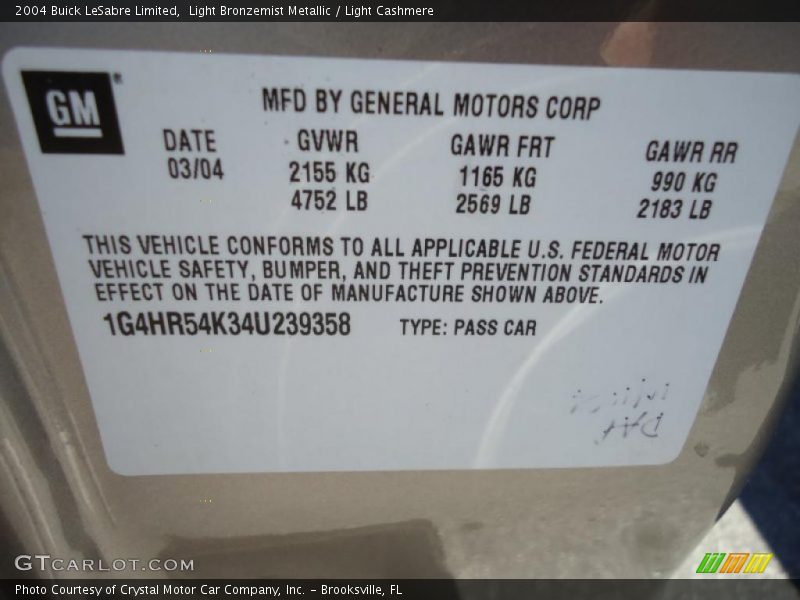 2004 Buick LeSabre Limited,  Light Bronzemist Metallic / Light Cashmere
GM
MFD BY GENERAL MOTORS CORP
DATE GVWR GAWR FRT GAWR RR
03/04 2155 KG 1165 KG 990 KG
4752 LB 2569 LB 2183 LB
THIS VEHICLE CONFORMS TO ALL APPLICABLE U.S. FEDERAL MOTOR
VEHICLE SAFETY, BUMPER, AND THEFT PREVENTION STANDARDS IN
EFFECT ON THE DATE OF MANUFACTURE SHOWN ABOVE.
1G4HR54K34U239358 TYPE: PASS CAR
GTCARLOT.COM
Photo Courtesy of Crystal Motor Car Company, Inc. – Brooksville, FL